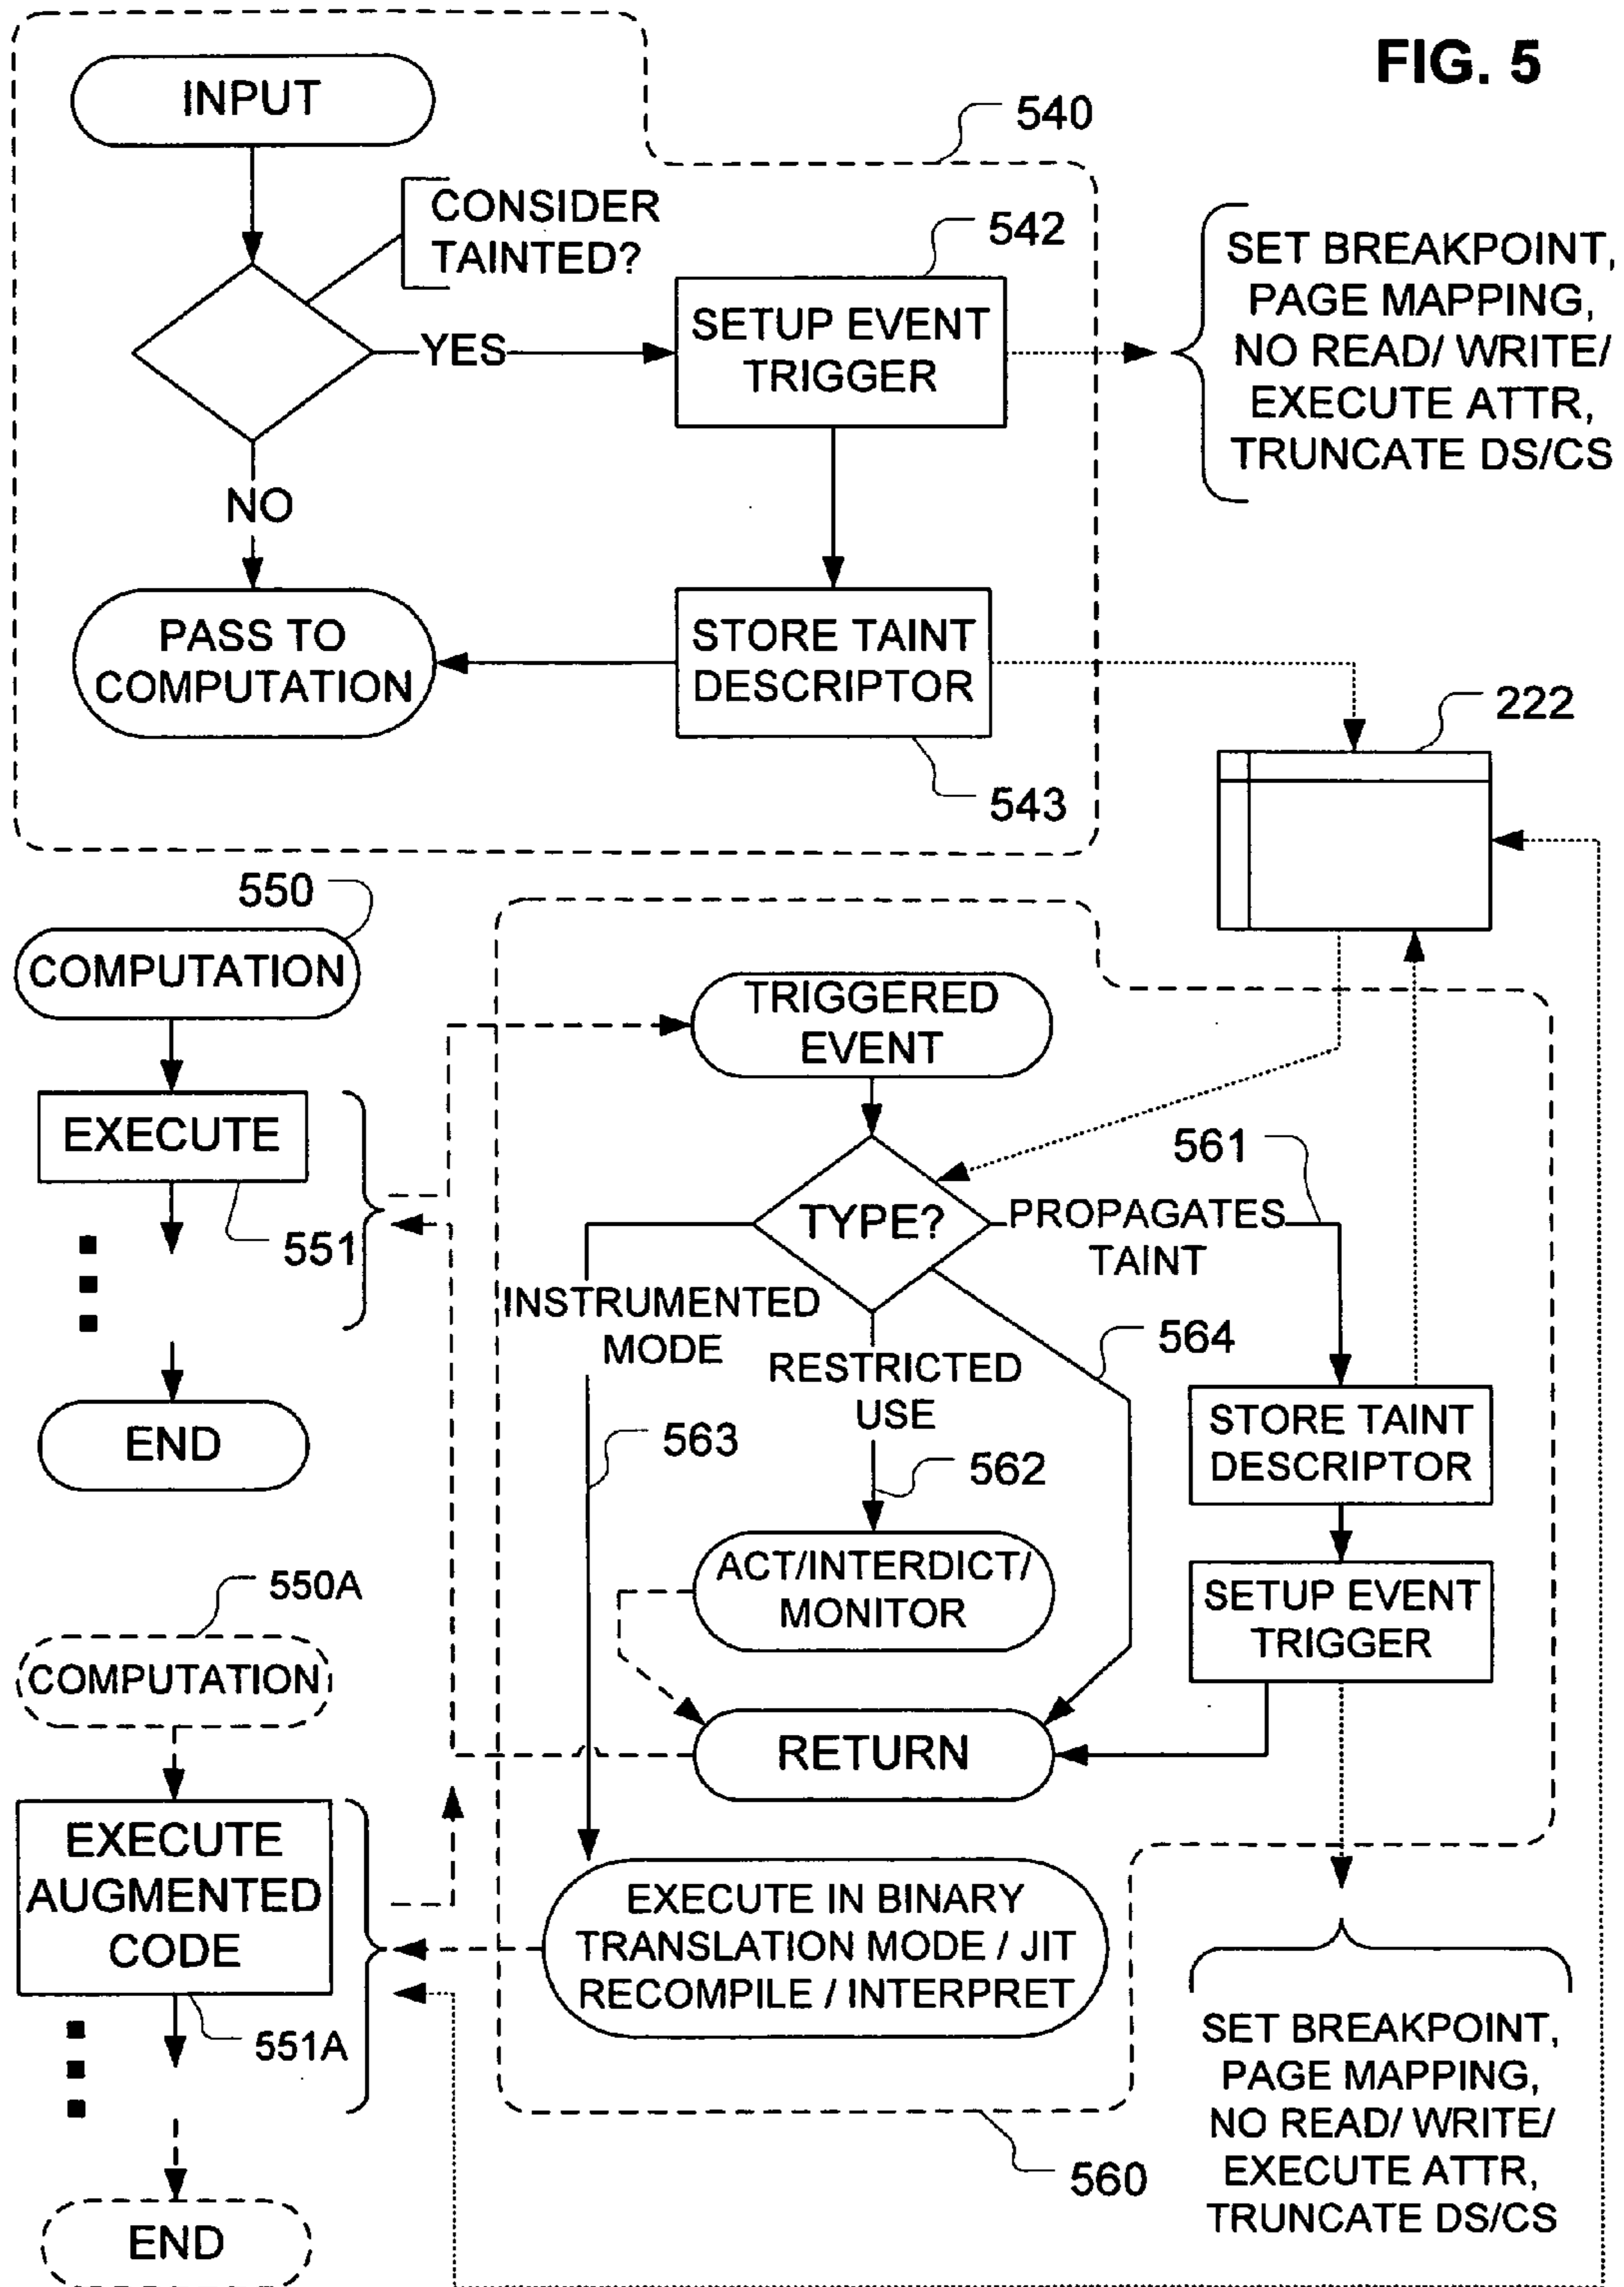 FIG. 5
INPUT
540
CONSIDER
TAINTED?
542
SET BREAKPOINT,
PAGE MAPPING,
NO READ/ WRITE/
EXECUTE ATTR,
TRUNCATE DS/CS
SETUP EVENT
TRIGGER
YES
NO
PASS TO
COMPUTATION
STORE TAINT
DESCRIPTOR
222
543
550
COMPUTATION
TRIGGERED
EVENT
EXECUTE
551
561
TYPE?
PROPAGATES
TAINT
INSTRUMENTED
MODE
RESTRICTED
USE
564
END
563
562
STORE TAINT
DESCRIPTOR
ACT/INTERDICT/
MONITOR
SETUP EVENT
TRIGGER
550A
COMPUTATION
RETURN
EXECUTE
AUGMENTED
CODE
EXECUTE IN BINARY
TRANSLATION MODE / JIT
RECOMPILE / INTERPRET
551A
SET BREAKPOINT,
PAGE MAPPING,
NO READ/ WRITE/
EXECUTE ATTR,
TRUNCATE DS/CS
560
END